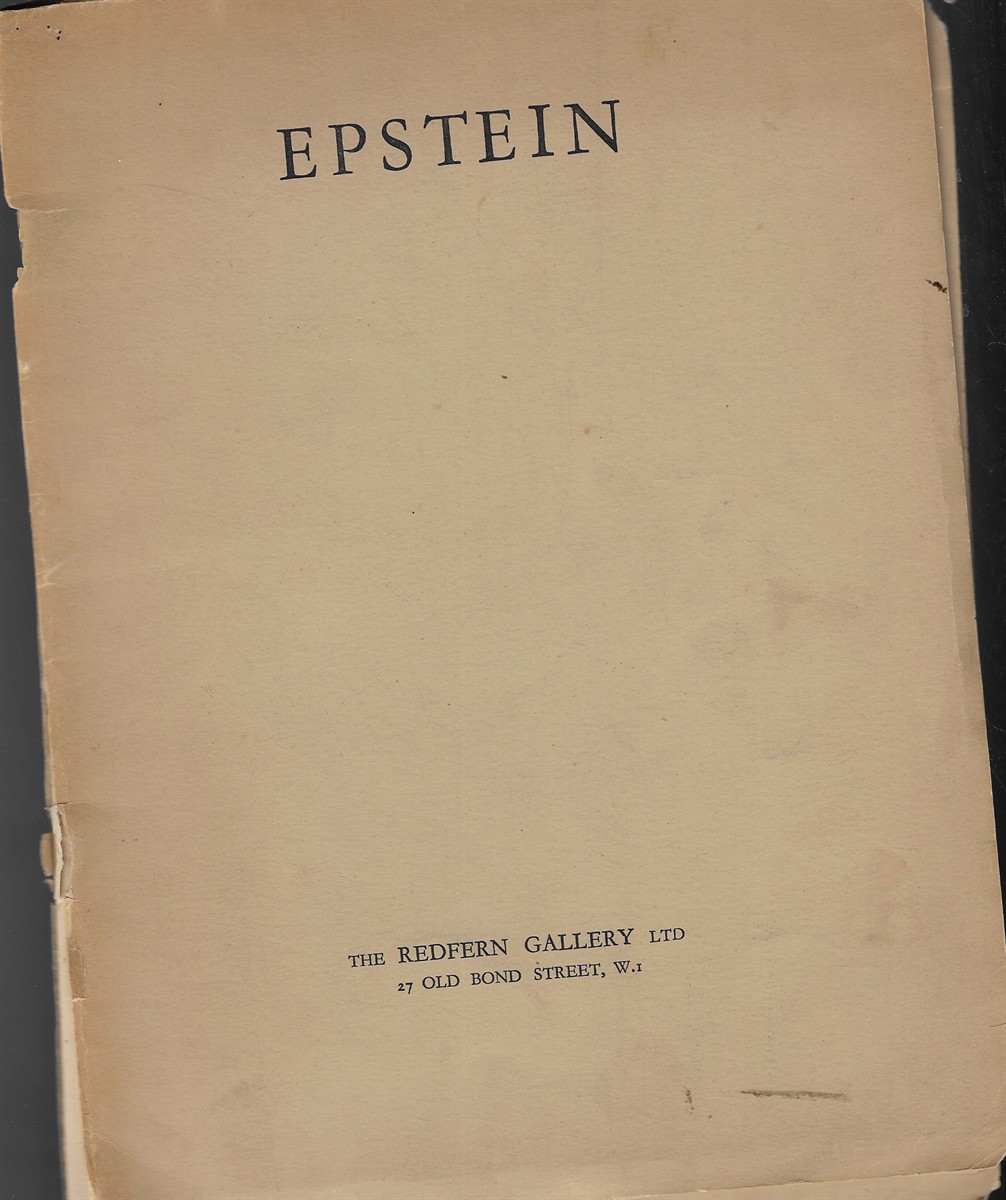 EPSTEIN
THE REDFERN GALLERY LTD
27 OLD BOND STREET, W.1